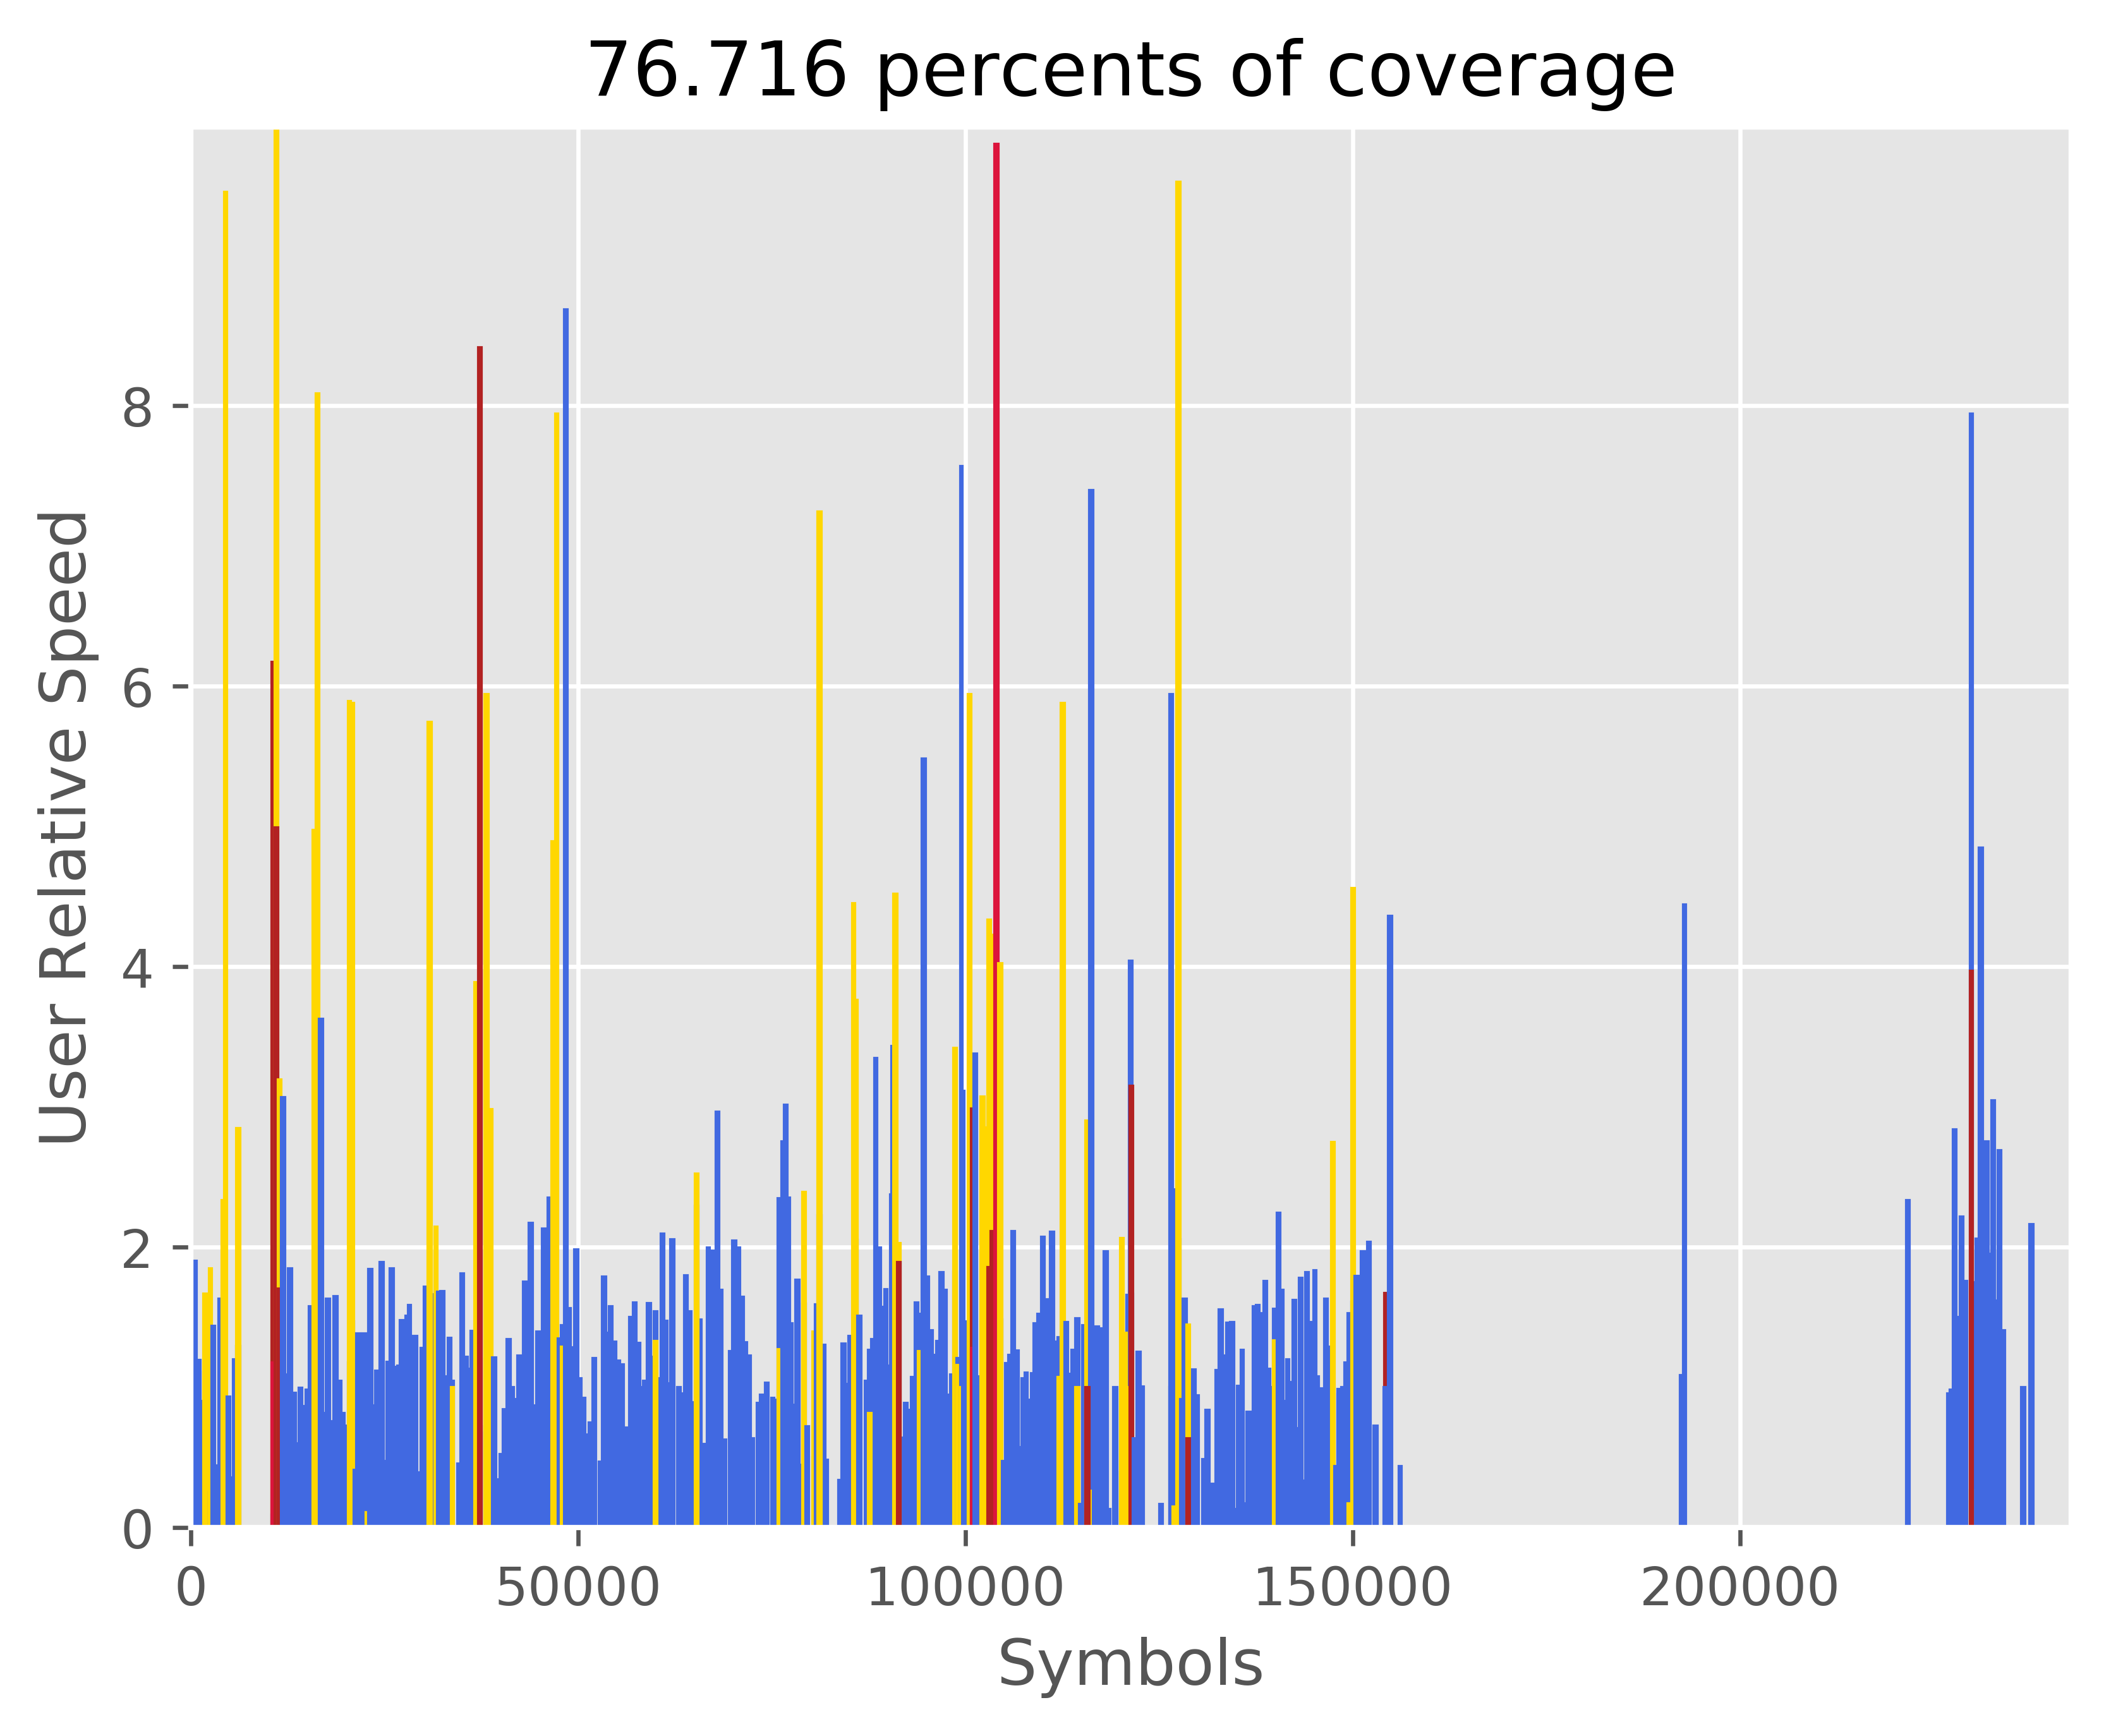 76.716 percents of coverage
User Relative Speed
8
6
4
2
0
0 50000 100000 150000 200000
Symbols